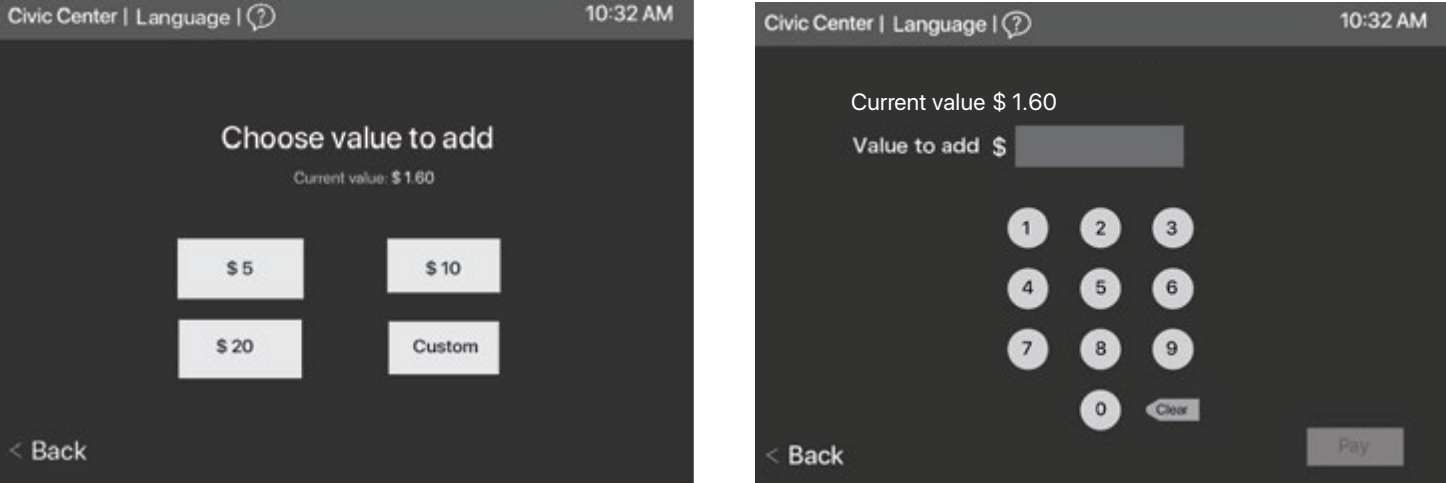 Civic Center | Language | ? 10:32 AM
Choose value to add
Current value: $ 1.60
$ 5 $ 10
$ 20 Custom
< Back
Civic Center | Language | ? 10:32 AM
Current value $ 1.60
Value to add $
1 2 3
4 5 6
7 8 9
0 Clear
Pay
< Back